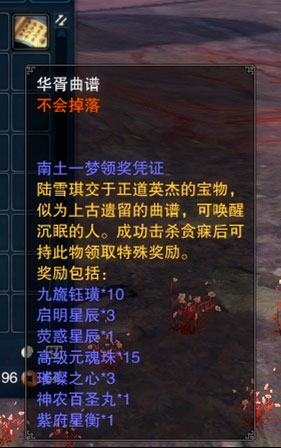 华胥曲谱
不会掉落
南土一梦领奖凭证
陆雪琪交于正道英杰的宝物，
似为上古遗留的曲谱，可唤醒
沉眠的人。成功击杀贪寐后可
持此物领取特殊奖励。
奖励包括：
九旒钰璜*10
启明星辰*3
荧惑星辰*1
高级元魂珠*15
璀璨之心*3
神农百圣丸*1
紫府星衡*1
96